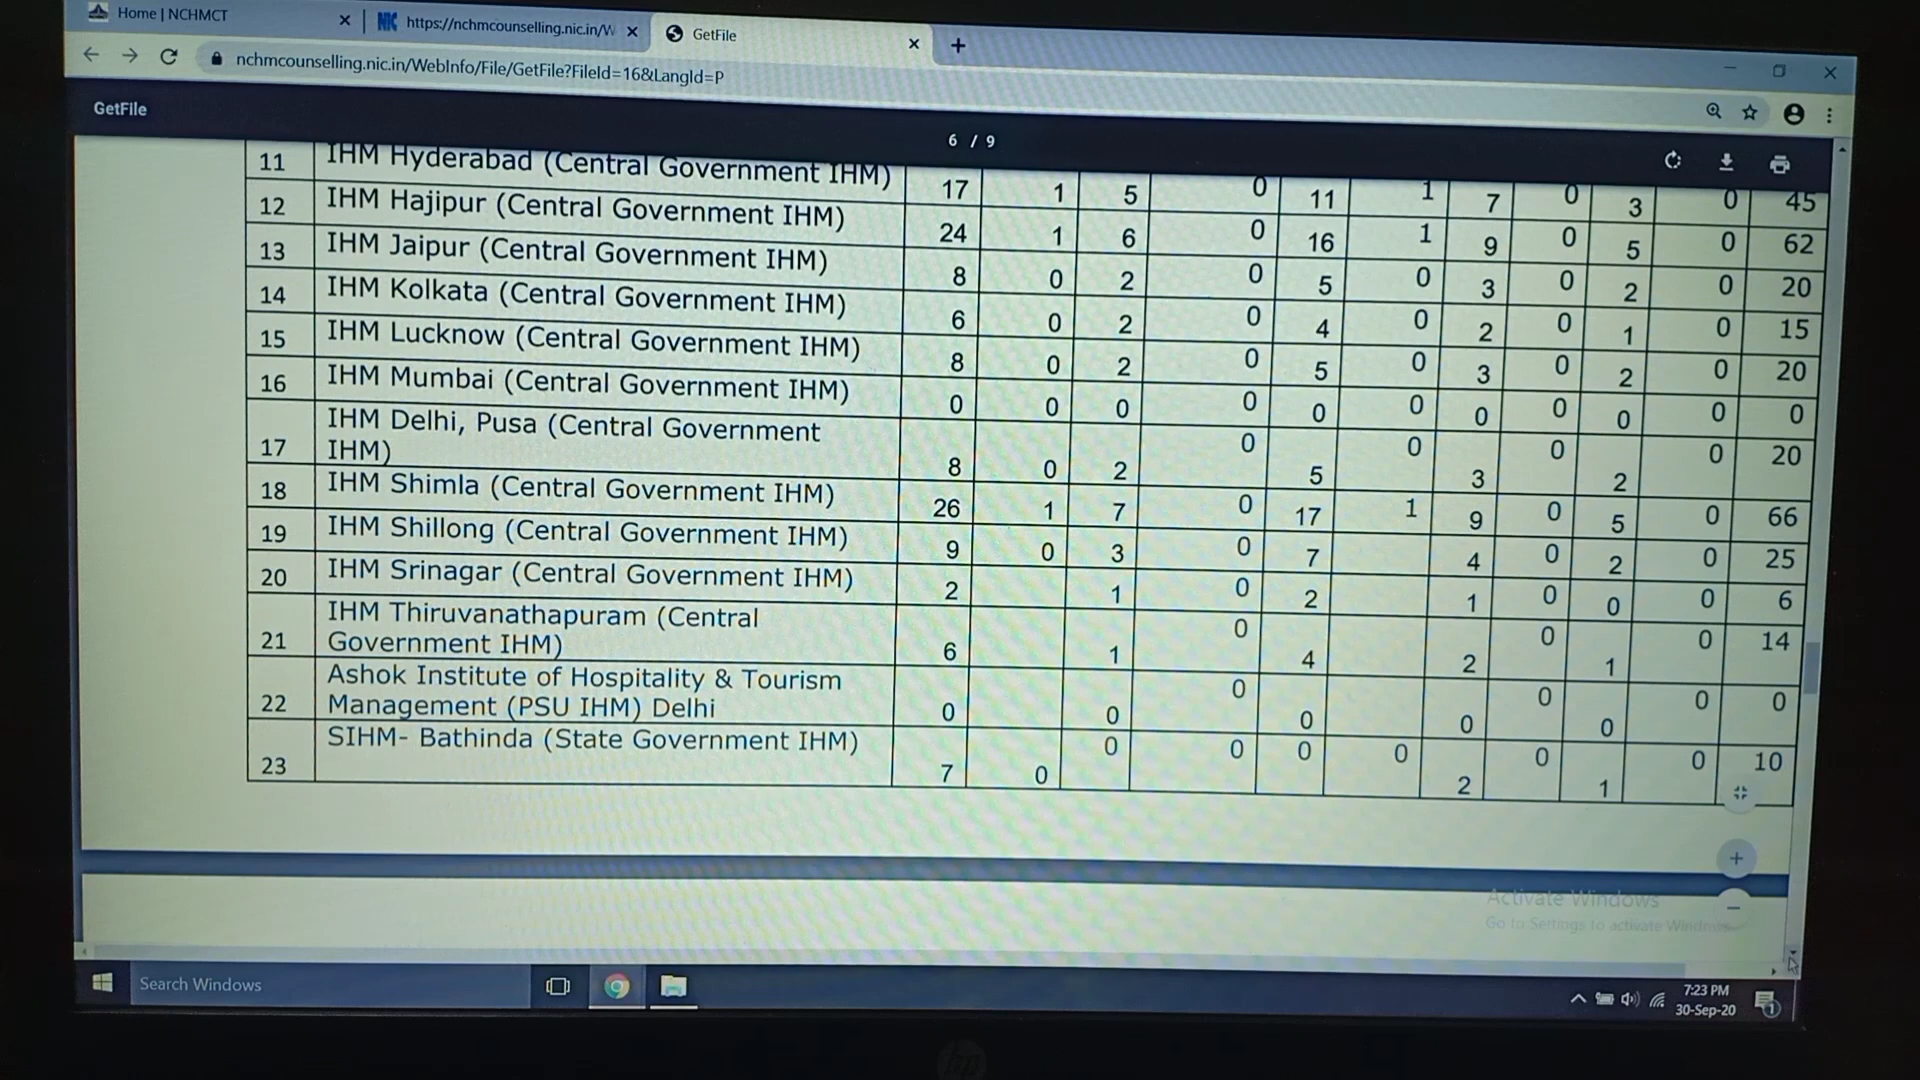 Home | NCHMCT
NIC https://nchmcounselling.nic.in/W
GetFile
nchmcounselling.nic.in/WebInfo/File/GetFile?FileId=16&LangId=P
GetFile
6 / 9
11 IHM Hyderabad (Central Government IHM) 17 1 5 0 11 1 7 0 3 0 45
12 IHM Hajipur (Central Government IHM) 24 1 6 0 16 1 9 0 5 0 62
13 IHM Jaipur (Central Government IHM) 8 0 2 0 5 0 3 0 2 0 20
14 IHM Kolkata (Central Government IHM) 6 0 2 0 4 0 2 0 1 0 15
15 IHM Lucknow (Central Government IHM) 8 0 2 0 5 0 3 0 2 0 20
16 IHM Mumbai (Central Government IHM) 0 0 0 0 0 0 0 0 0 0 0
IHM Delhi, Pusa (Central Government
17 IHM) 8 0 2 0 5 0 3 0 2 0 20
18 IHM Shimla (Central Government IHM) 26 1 7 0 17 1 9 0 5 0 66
19 IHM Shillong (Central Government IHM) 9 0 3 0 7 4 0 2 0 25
20 IHM Srinagar (Central Government IHM) 2 1 0 2 1 0 0 0 6
IHM Thiruvanathapuram (Central
21 Government IHM) 6 1 0 4 2 0 1 0 14
Ashok Institute of Hospitality & Tourism
22 Management (PSU IHM) Delhi 0 0 0 0 0 0 0 0 0
SIHM- Bathinda (State Government IHM)
23 7 0 0 0 0 0 2 0 1 0 10
Activate Windows
Go to Settings to activate Windows
Search Windows
7:23 PM
30-Sep-20
1
hp